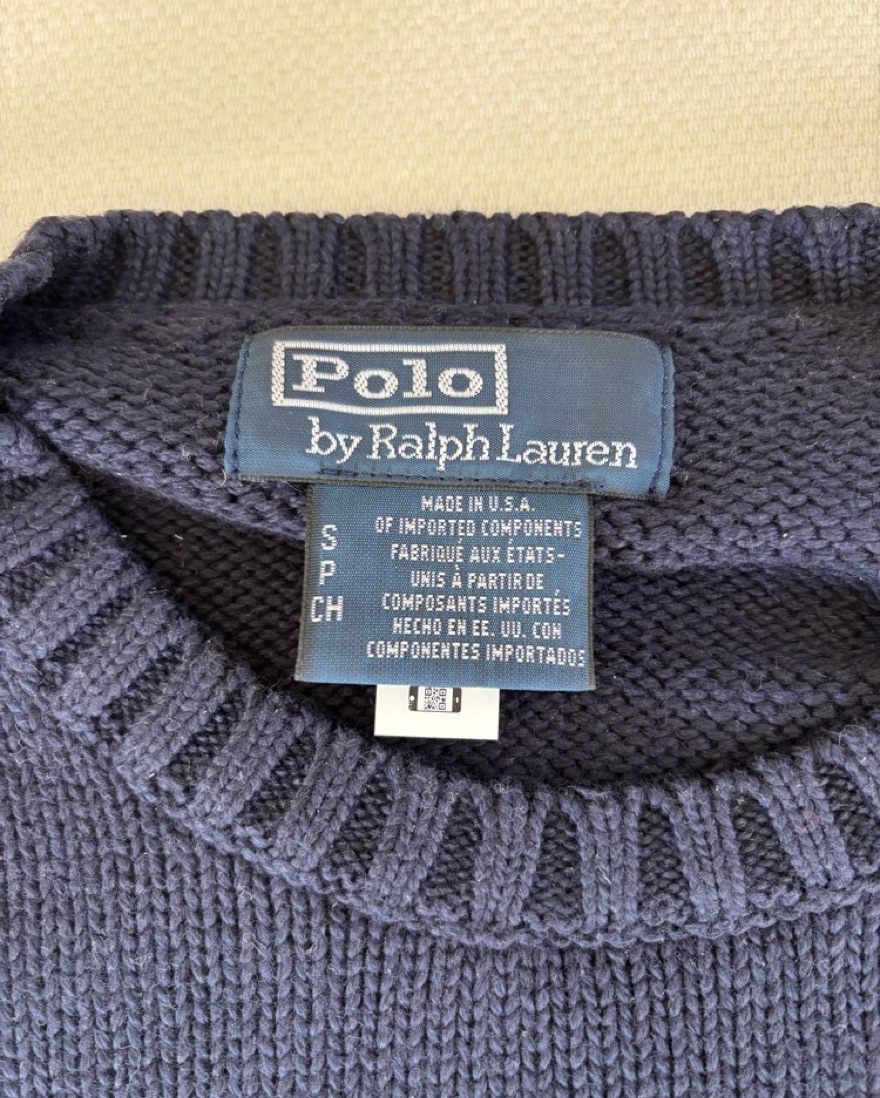 Polo
by Ralph Lauren
S
P
CH
MADE IN U.S.A.
OF IMPORTED COMPONENTS
FABRIQUÉ AUX ÉTATS-
UNIS À PARTIR DE
COMPOSANTS IMPORTÉS
HECHO EN EE. UU. CON
COMPONENTES IMPORTADOS